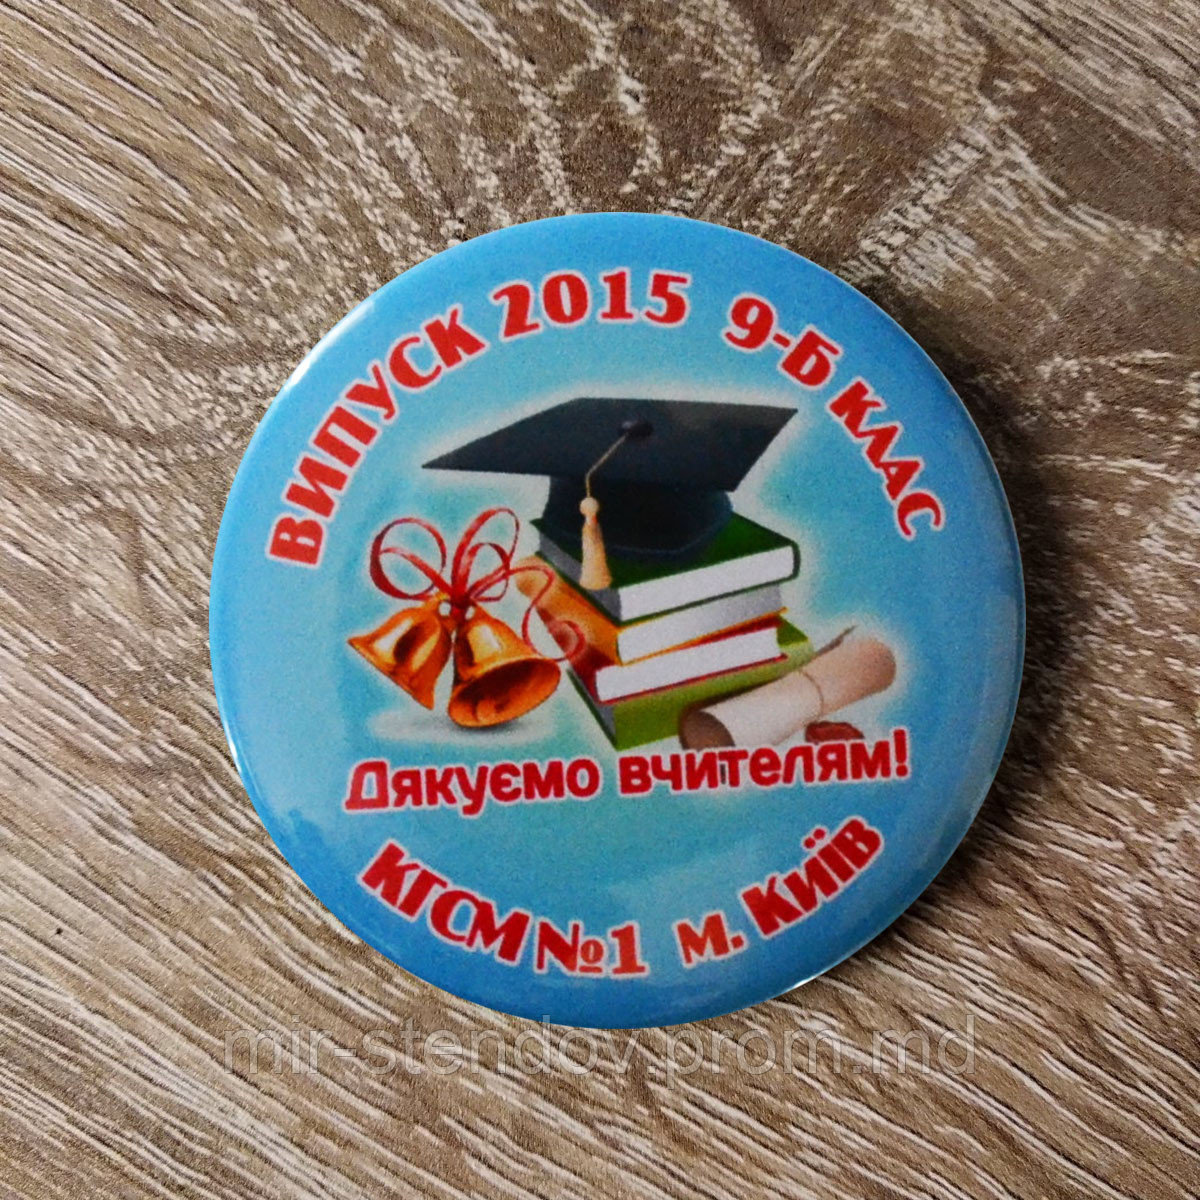 ВИПУСК 2015 9-Б КЛАС
Дякуємо вчителям!
КГСМ №1 м. Київ
mir-stendov.prom.md